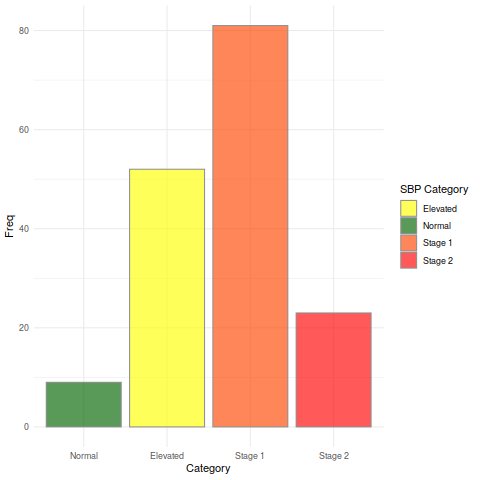 80
60
40
20
0
Freq
Normal Elevated Stage 1 Stage 2
Category
SBP Category
Elevated
Normal
Stage 1
Stage 2